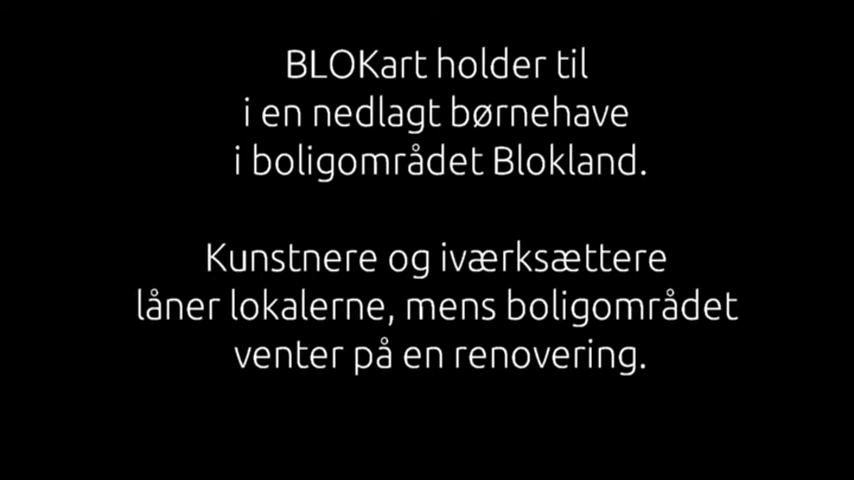 BLOKart holder til
i en nedlagt børnehave
i boligområdet Blokland.
Kunstnere og iværksættere
låner lokalerne, mens boligområdet
venter på en renovering.